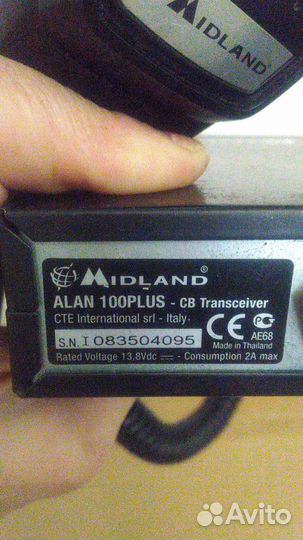 MIDLAND
MIDLAND®
ALAN 100PLUS - CB Transceiver
CTE International srl - Italy
S.N. I 083504095
CE PG
AE68
Made in Thailand
Rated Voltage 13.8Vdc ⎓ - Consumption 2A max
Avito